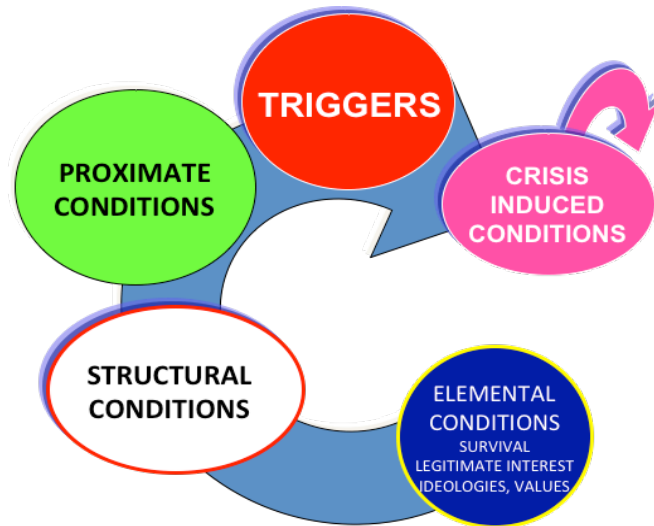 TRIGGERS
PROXIMATE
CONDITIONS
CRISIS
INDUCED
CONDITIONS
STRUCTURAL
CONDITIONS
ELEMENTAL
CONDITIONS
SURVIVAL
LEGITIMATE INTEREST
IDEOLOGIES, VALUES